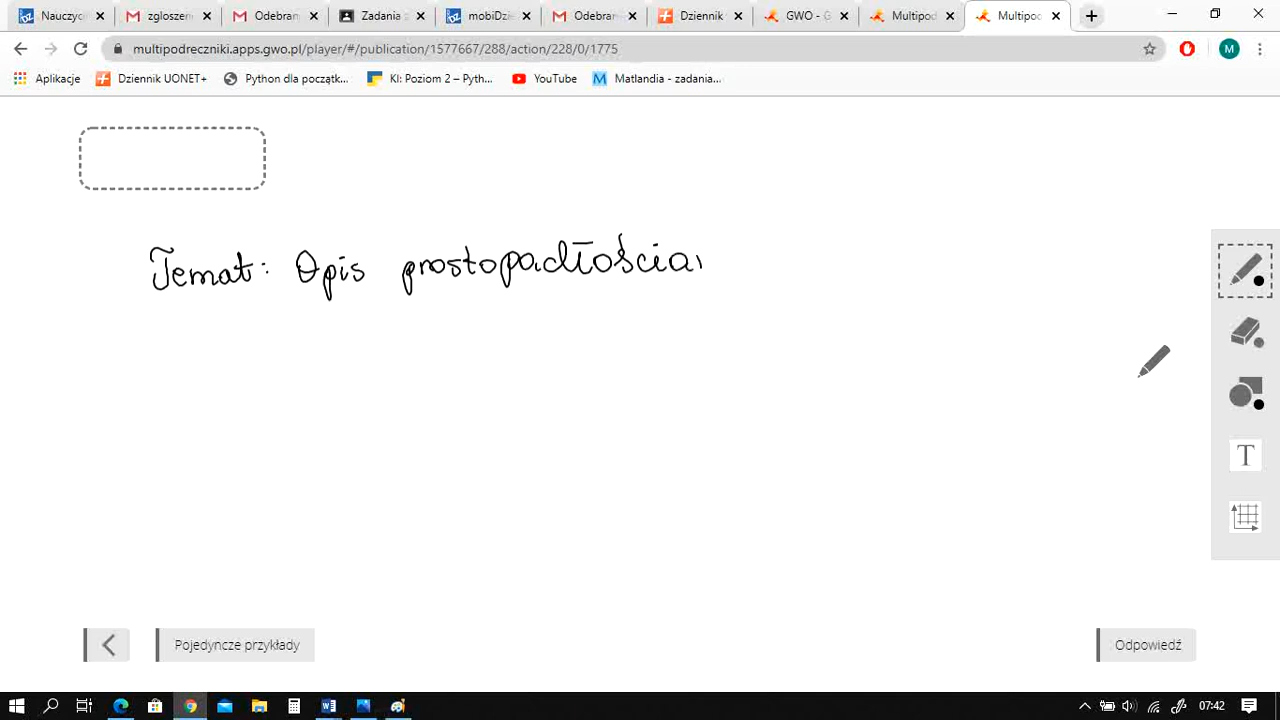 Nauczyc
zglosze
Odebran
Zadania z
mobiDzi
Odebran
Dziennik
GWO - G
Multipod
Multipod
multipodreczniki.apps.gwo.pl/player/#/publication/1577667/288/action/228/0/1775
M
Aplikacje
Dziennik UONET+
Python dla początk...
KI: Poziom 2 – Pyth...
YouTube
Matlandia - zadania...
Temat: Opis prostopadłościa
T
Pojedyncze przykłady
Odpowiedź
07:42